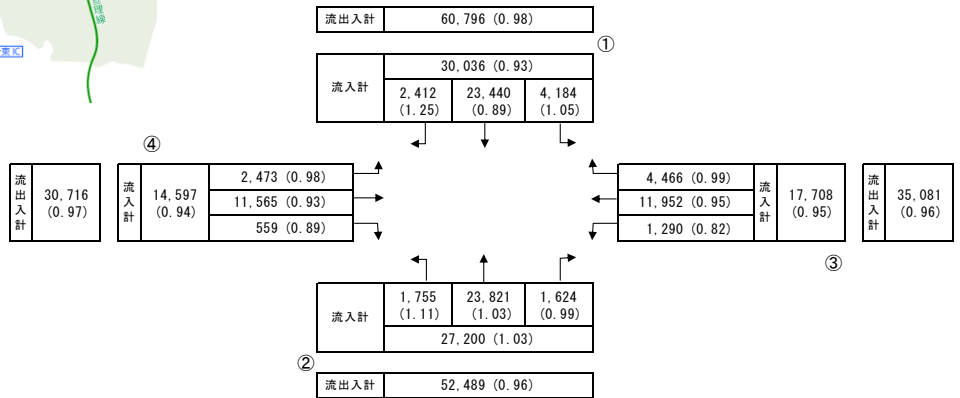 流出入計 60,796 (0.98)
①
流入計
30,036 (0.93)
2,412 23,440 4,184
(1.25) (0.89) (1.05)
東IC
④
流出入計
30,716
(0.97)
流入計
14,597
(0.94)
2,473 (0.98)
11,565 (0.93)
559 (0.89)
4,466 (0.99)
11,952 (0.95)
1,290 (0.82)
流入計
17,708
(0.95)
流出入計
35,081
(0.96)
③
流入計
1,755 23,821 1,624
(1.11) (1.03) (0.99)
27,200 (1.03)
②
流出入計 52,489 (0.96)